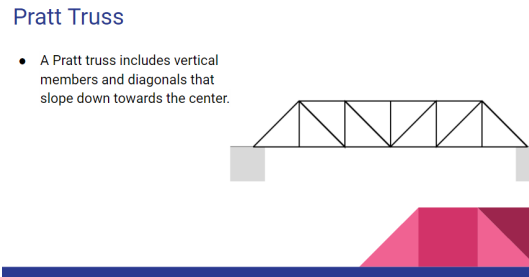 Pratt Truss
● A Pratt truss includes vertical
members and diagonals that
slope down towards the center.